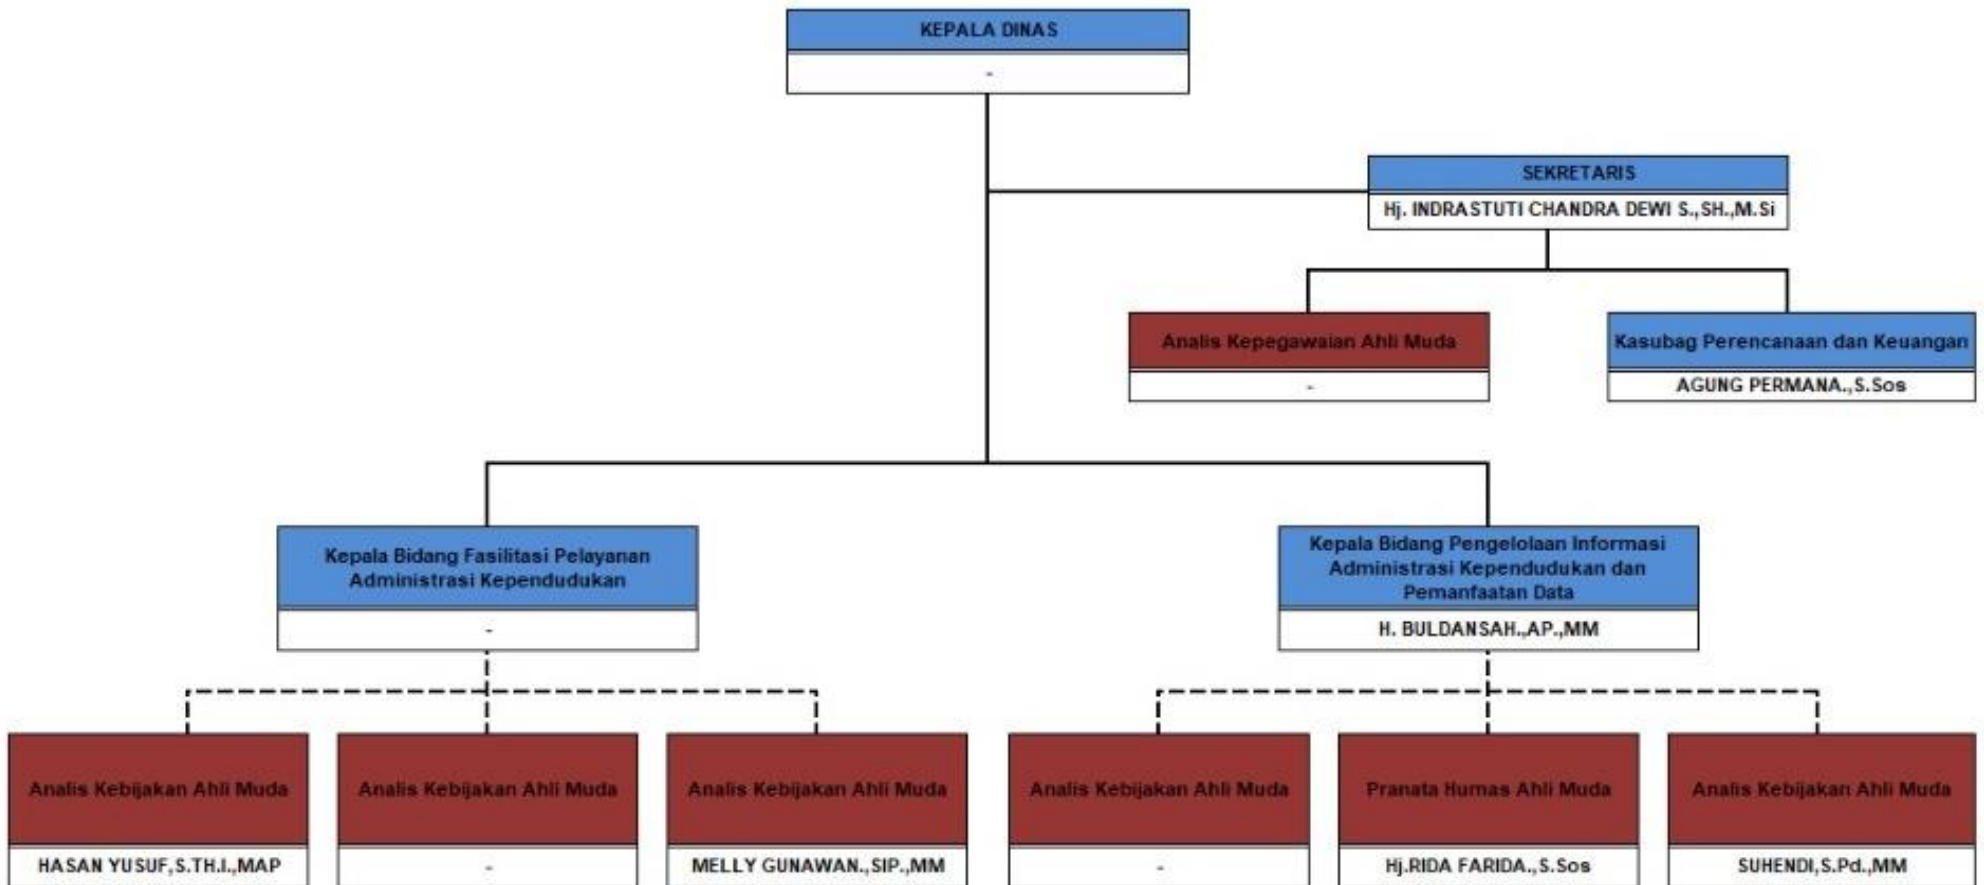 KEPALA DINAS
-
SEKRETARIS
Hj. INDRASTUTI CHANDRA DEWI S.,SH.,M.Si
Analis Kepegawaian Ahli Muda
-
Kasubag Perencanaan dan Keuangan
AGUNG PERMANA.,S.Sos
Kepala Bidang Fasilitasi Pelayanan
Administrasi Kependudukan
-
Kepala Bidang Pengelolaan Informasi
Administrasi Kependudukan dan
Pemanfaatan Data
H. BULDANSAH.,AP.,MM
Analis Kebijakan Ahli Muda
HASAN YUSUF,S.TH.I.,MAP
Analis Kebijakan Ahli Muda
-
Analis Kebijakan Ahli Muda
MELLY GUNAWAN.,SIP.,MM
Analis Kebijakan Ahli Muda
-
Pranata Humas Ahli Muda
Hj.RIDA FARIDA.,S.Sos
Analis Kebijakan Ahli Muda
SUHENDI,S.Pd.,MM